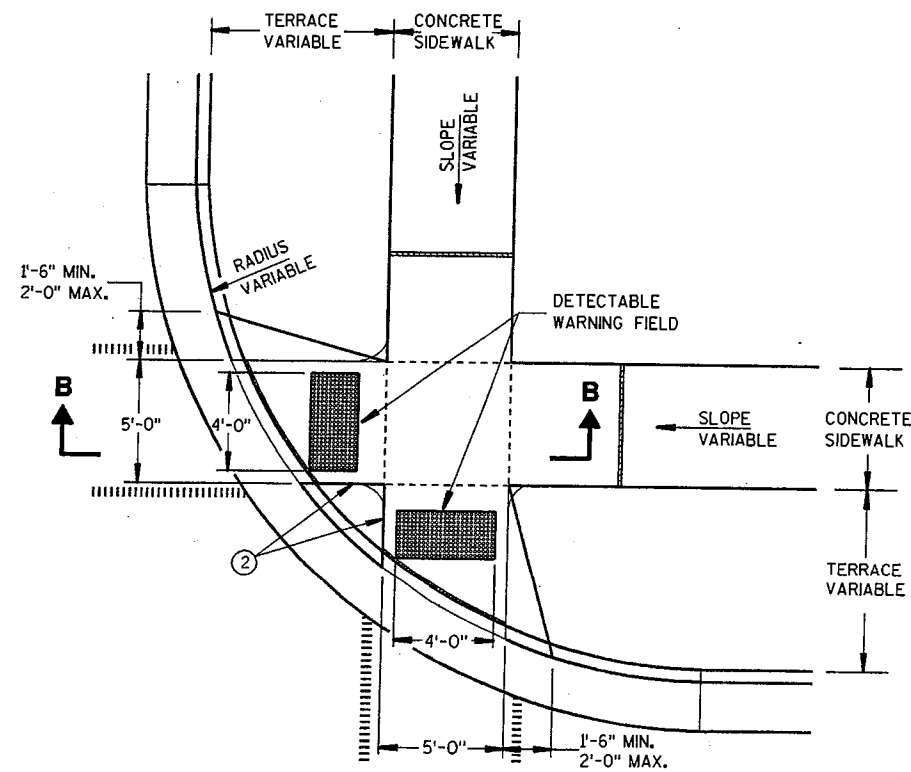 TERRACE
VARIABLE
CONCRETE
SIDEWALK
SLOPE
VARIABLE
RADIUS
VARIABLE
1'-6" MIN.
2'-0" MAX.
DETECTABLE
WARNING FIELD
B
B
5'-0"
4'-0"
SLOPE
VARIABLE
CONCRETE
SIDEWALK
2
TERRACE
VARIABLE
4'-0"
5'-0"
1'-6" MIN.
2'-0" MAX.